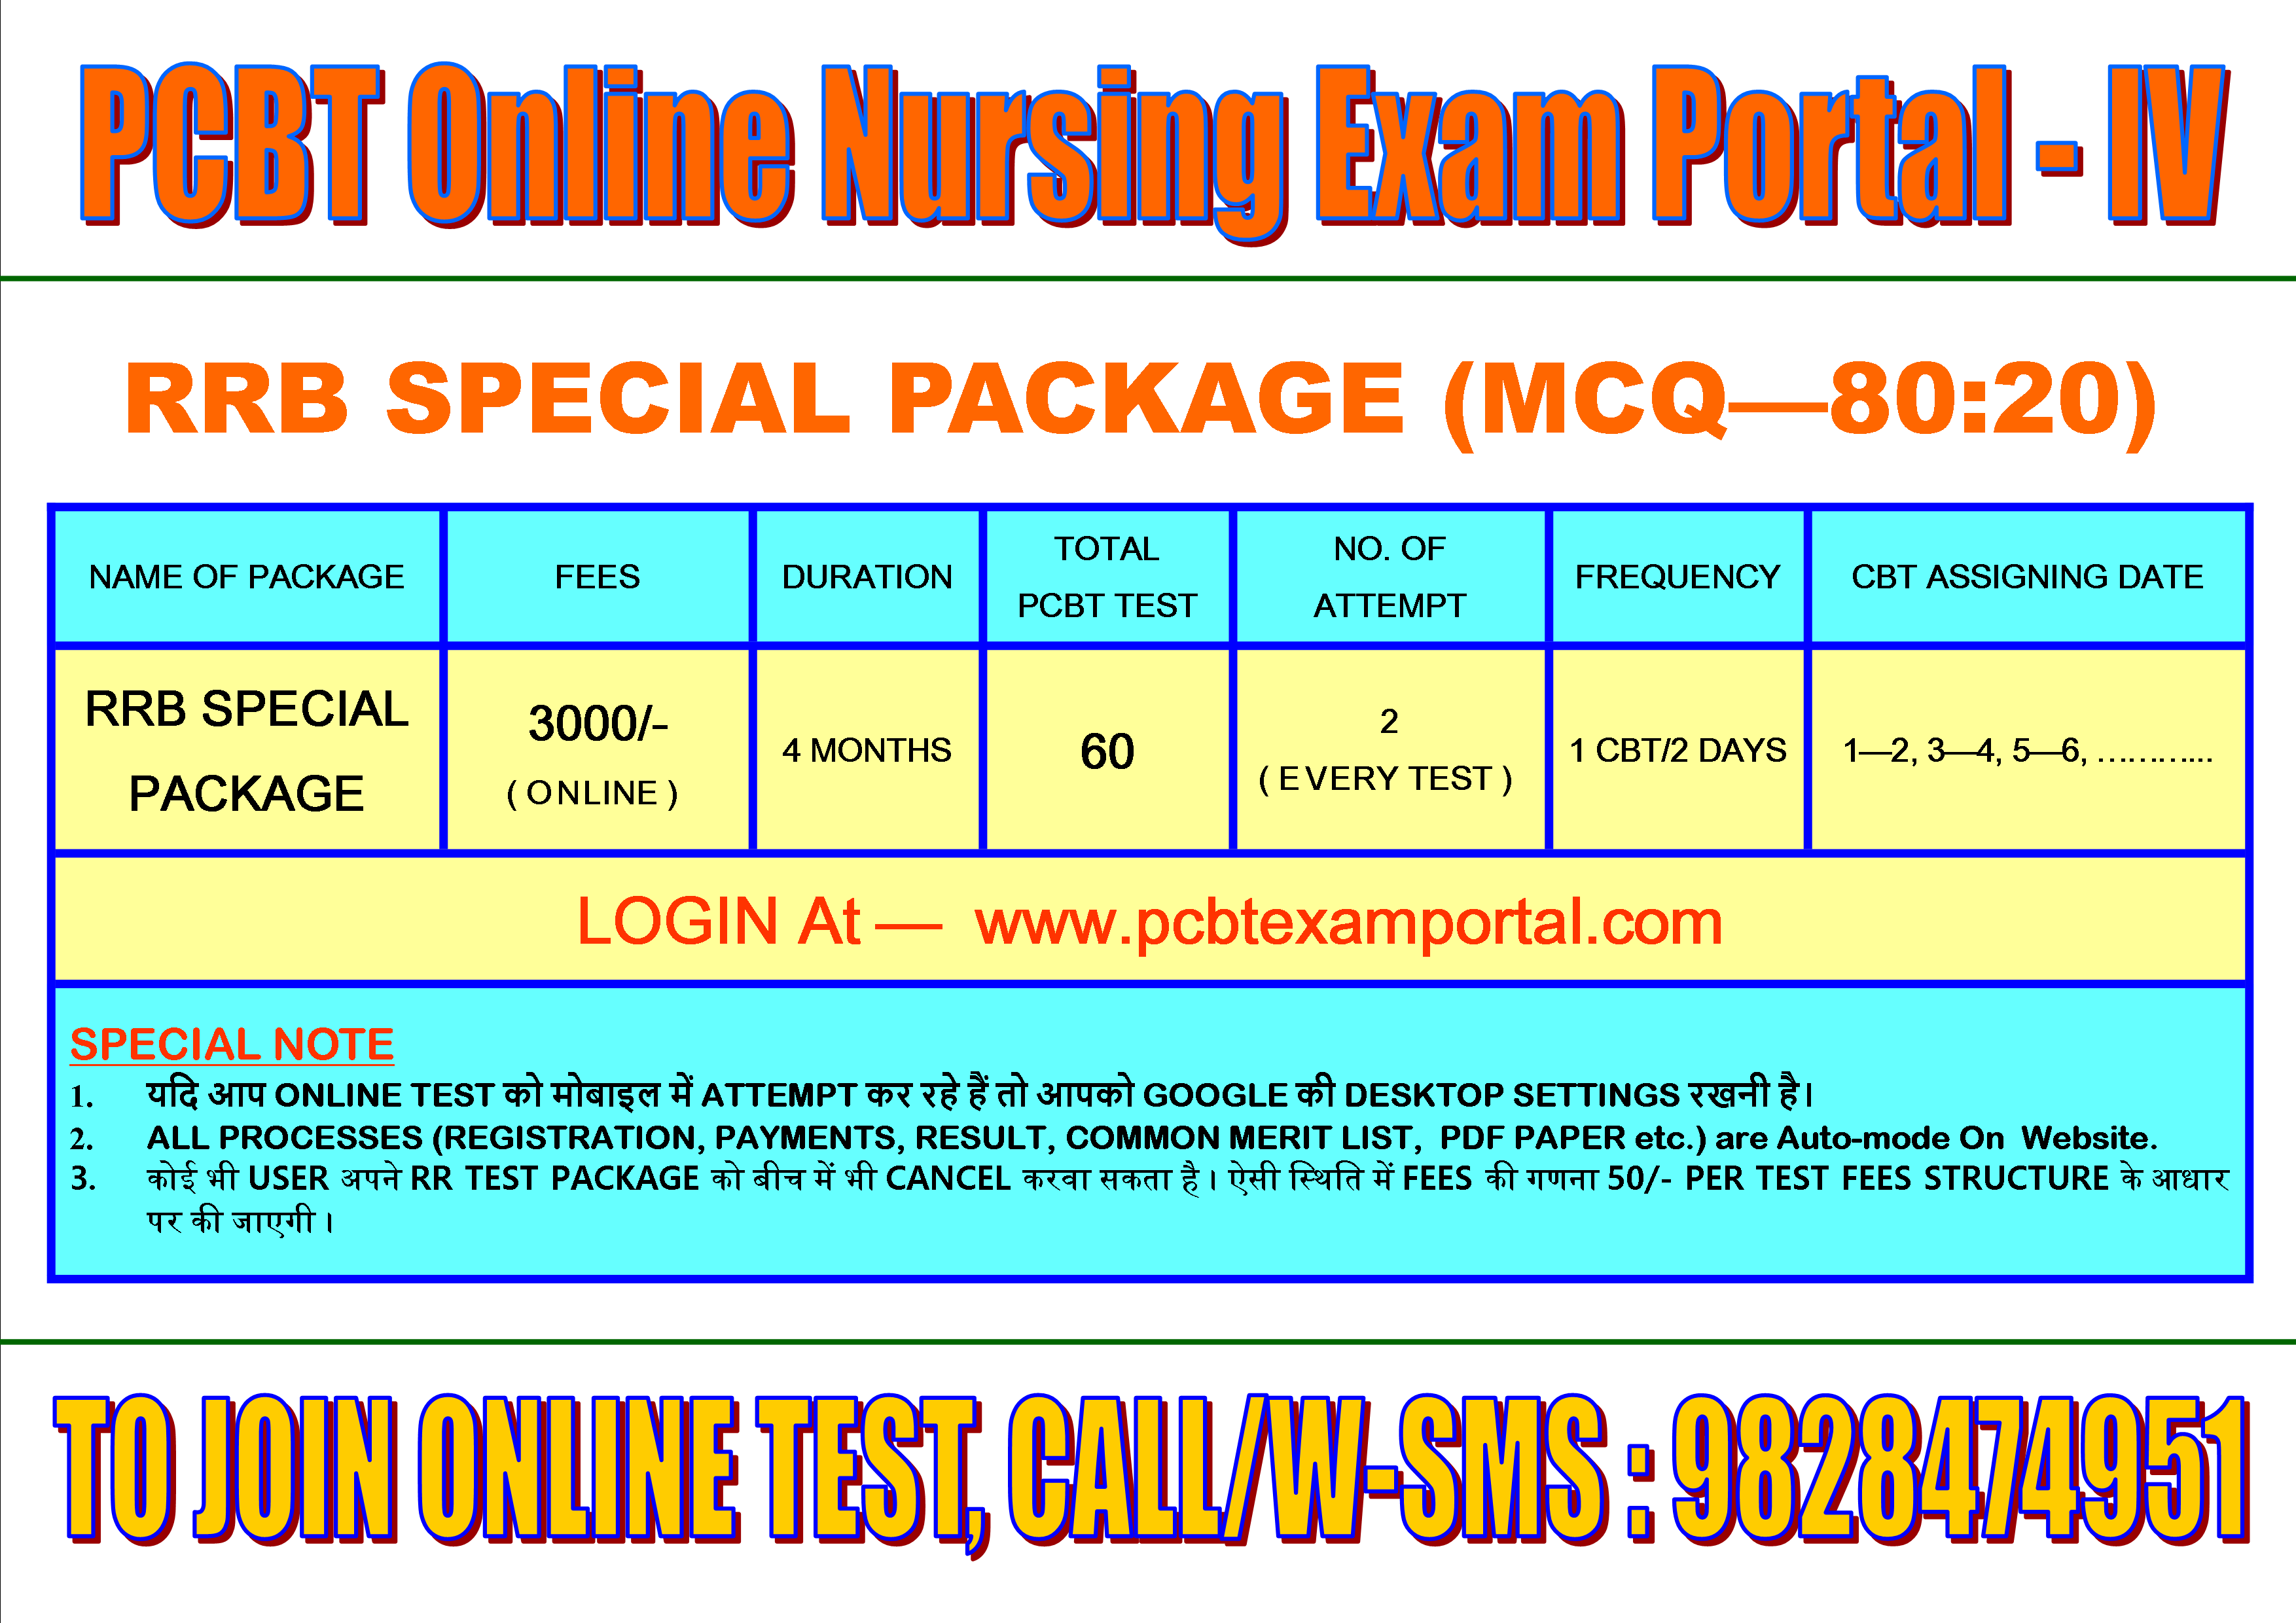 PCBT Online Nursing Exam Portal - IV
RRB SPECIAL PACKAGE (MCQ—80:20)
NAME OF PACKAGE
FEES
DURATION
TOTAL
PCBT TEST
NO. OF
ATTEMPT
FREQUENCY
CBT ASSIGNING DATE
RRB SPECIAL
PACKAGE
3000/-
( ONLINE )
4 MONTHS
60
2
( EVERY TEST )
1 CBT/2 DAYS
1—2, 3—4, 5—6, ………...
LOGIN At — www.pcbtexamportal.com
SPECIAL NOTE
1. यदि आप ONLINE TEST को मोबाइल में ATTEMPT कर रहे हैं तो आपको GOOGLE की DESKTOP SETTINGS रखनी है।
2. ALL PROCESSES (REGISTRATION, PAYMENTS, RESULT, COMMON MERIT LIST, PDF PAPER etc.) are Auto-mode On Website.
3. कोई भी USER अपने RR TEST PACKAGE को बीच में भी CANCEL करवा सकता है। ऐसी स्थिति में FEES की गणना 50/- PER TEST FEES STRUCTURE के आधार
पर की जाएगी।
TO JOIN ONLINE TEST, CALL/W-SMS : 9828474951